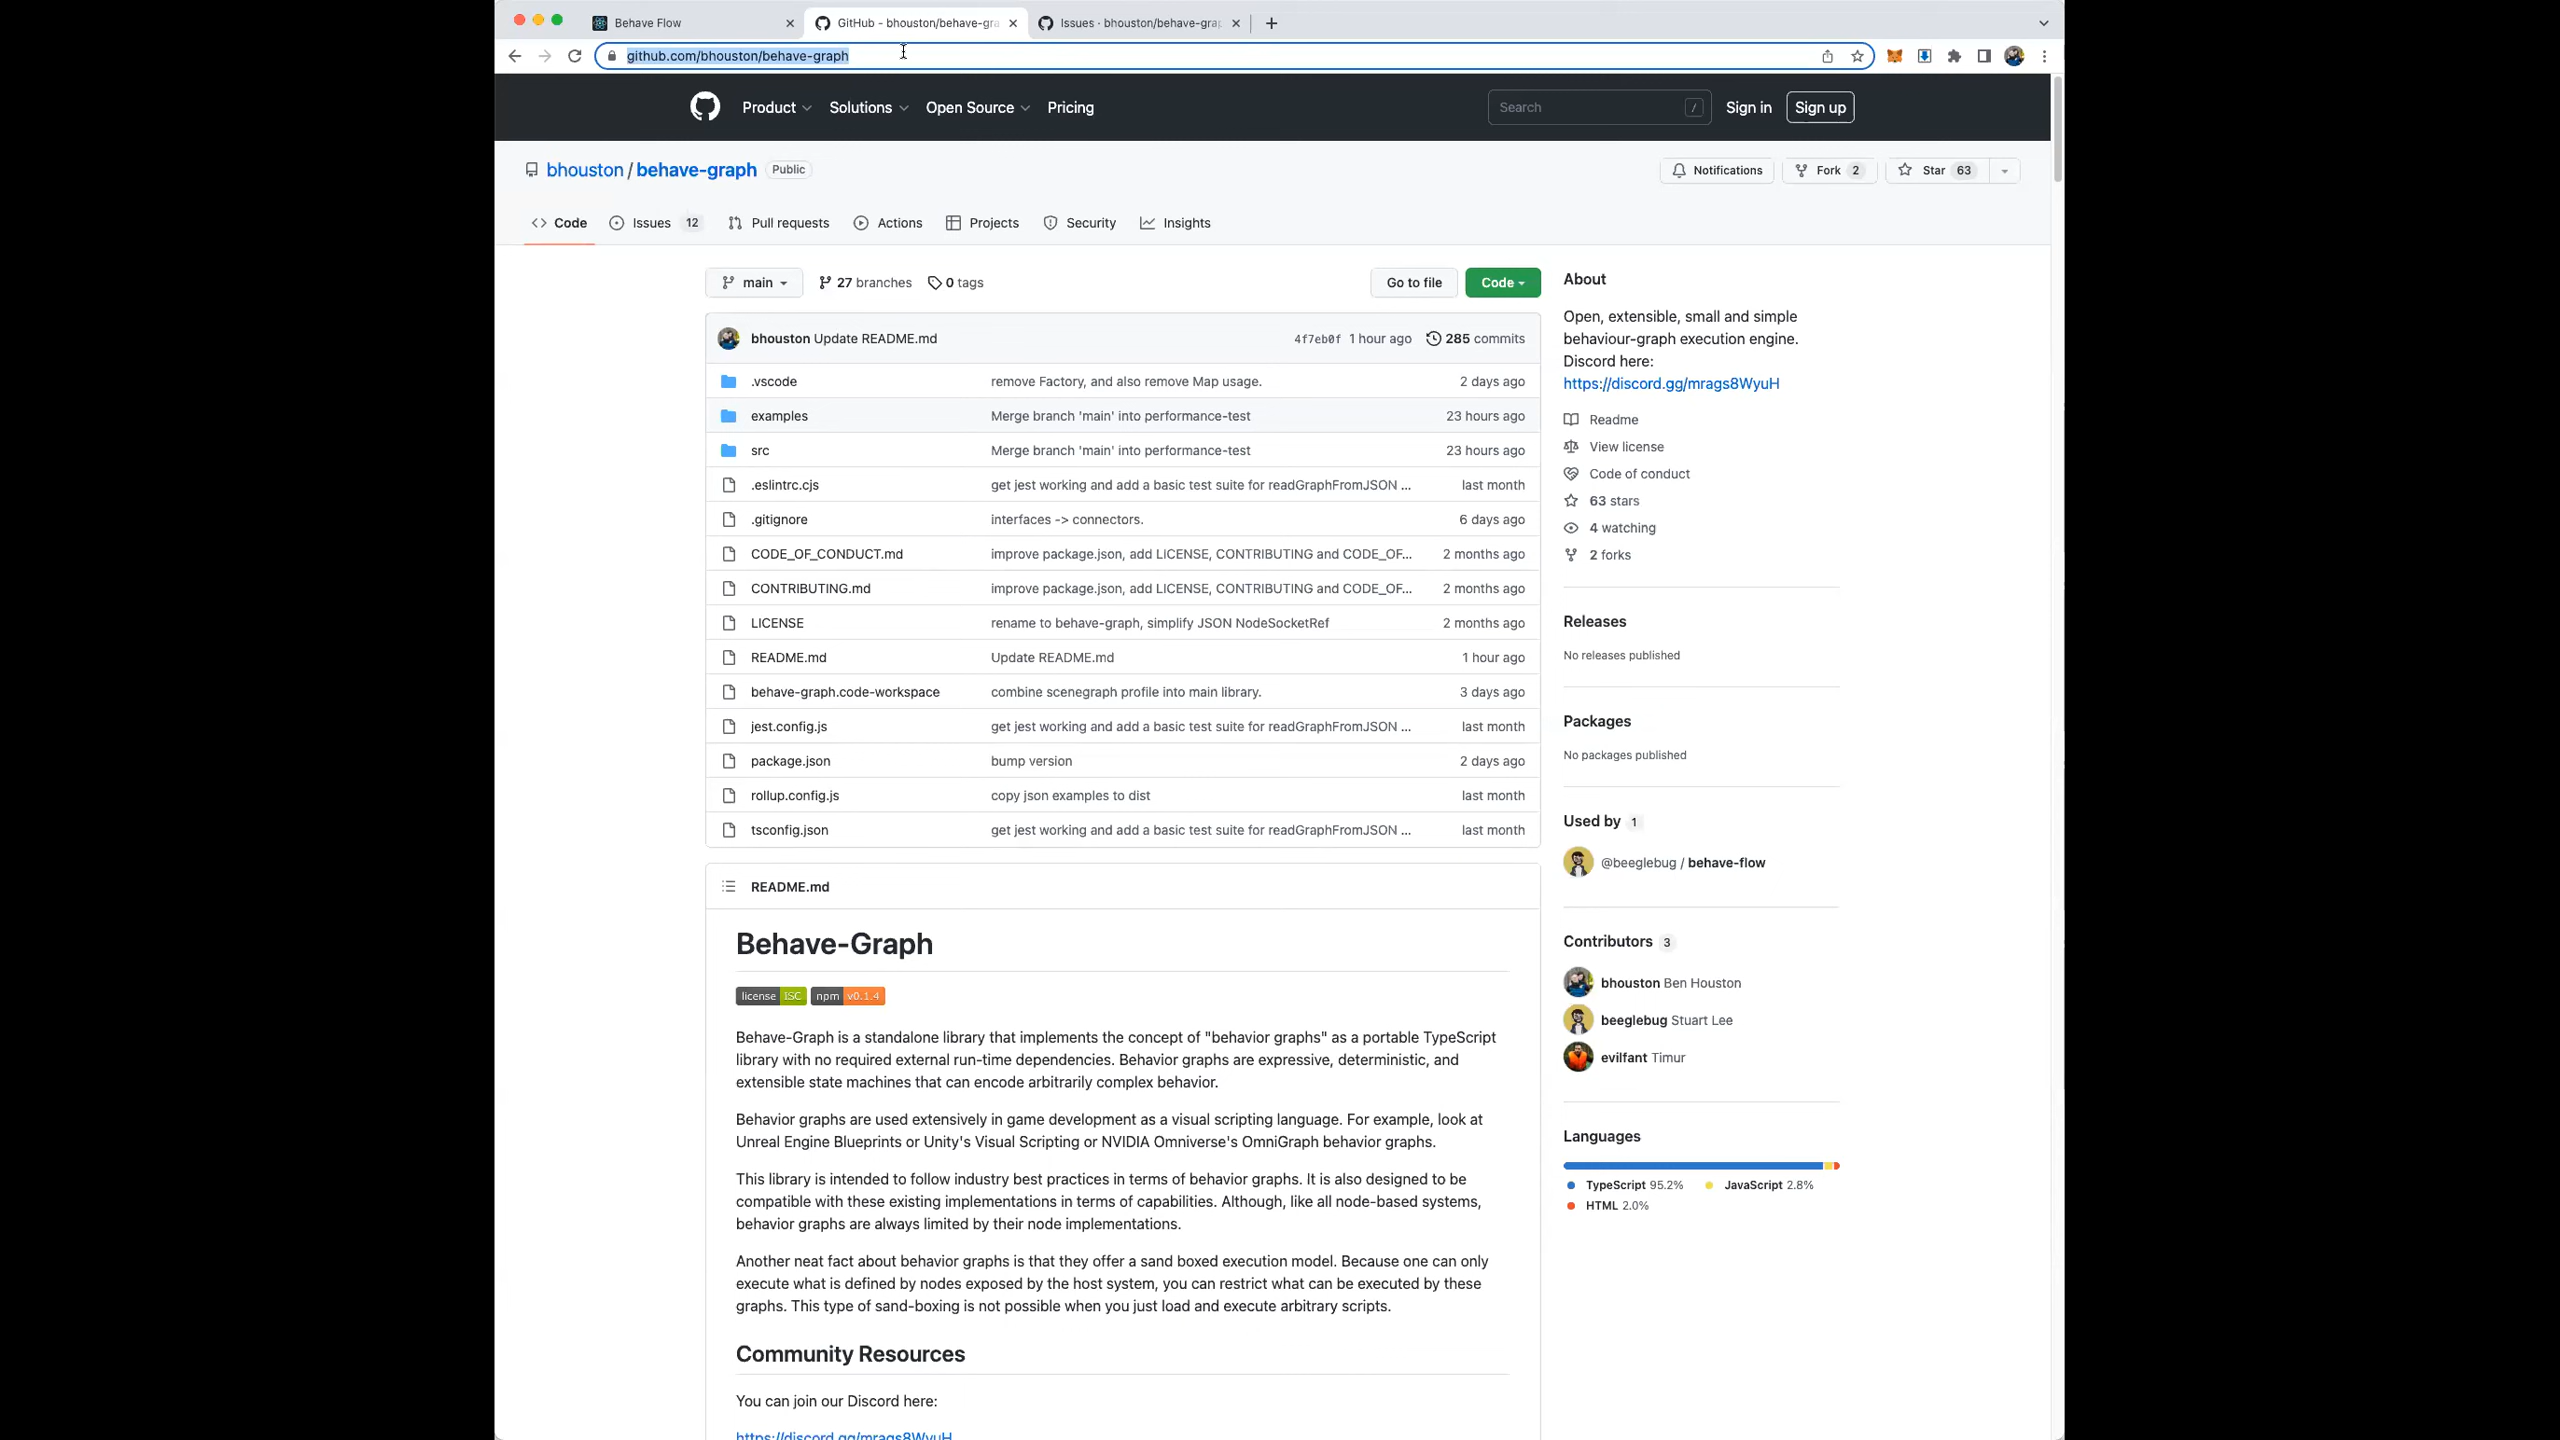 Behave Flow
GitHub - bhouston/behave-gra
Issues · bhouston/behave-grap
github.com/bhouston/behave-graph
Product Solutions Open Source Pricing
Search /
Sign in Sign up
bhouston / behave-graph Public
Notifications Fork 2 Star 63
Code Issues 12 Pull requests Actions Projects Security Insights
main 27 branches 0 tags
Go to file Code
bhouston Update README.md 4f7eb0f 1 hour ago 285 commits
.vscode remove Factory, and also remove Map usage. 2 days ago
examples Merge branch 'main' into performance-test 23 hours ago
src Merge branch 'main' into performance-test 23 hours ago
.eslintrc.cjs get jest working and add a basic test suite for readGraphFromJSON ... last month
.gitignore interfaces -> connectors. 6 days ago
CODE_OF_CONDUCT.md improve package.json, add LICENSE, CONTRIBUTING and CODE_OF... 2 months ago
CONTRIBUTING.md improve package.json, add LICENSE, CONTRIBUTING and CODE_OF... 2 months ago
LICENSE rename to behave-graph, simplify JSON NodeSocketRef 2 months ago
README.md Update README.md 1 hour ago
behave-graph.code-workspace combine scenegraph profile into main library. 3 days ago
jest.config.js get jest working and add a basic test suite for readGraphFromJSON ... last month
package.json bump version 2 days ago
rollup.config.js copy json examples to dist last month
tsconfig.json get jest working and add a basic test suite for readGraphFromJSON ... last month
README.md
Behave-Graph
license ISC npm v0.1.4
Behave-Graph is a standalone library that implements the concept of "behavior graphs" as a portable TypeScript
library with no required external run-time dependencies. Behavior graphs are expressive, deterministic, and
extensible state machines that can encode arbitrarily complex behavior.
Behavior graphs are used extensively in game development as a visual scripting language. For example, look at
Unreal Engine Blueprints or Unity's Visual Scripting or NVIDIA Omniverse's OmniGraph behavior graphs.
This library is intended to follow industry best practices in terms of behavior graphs. It is also designed to be
compatible with these existing implementations in terms of capabilities. Although, like all node-based systems,
behavior graphs are always limited by their node implementations.
Another neat fact about behavior graphs is that they offer a sand boxed execution model. Because one can only
execute what is defined by nodes exposed by the host system, you can restrict what can be executed by these
graphs. This type of sand-boxing is not possible when you just load and execute arbitrary scripts.
Community Resources
You can join our Discord here:
https://discord.gg/mrags8WyuH
About
Open, extensible, small and simple
behaviour-graph execution engine.
Discord here:
https://discord.gg/mrags8WyuH
Readme
View license
Code of conduct
63 stars
4 watching
2 forks
Releases
No releases published
Packages
No packages published
Used by 1
@beeglebug / behave-flow
Contributors 3
bhouston Ben Houston
beeglebug Stuart Lee
evilfant Timur
Languages
TypeScript 95.2% JavaScript 2.8%
HTML 2.0%